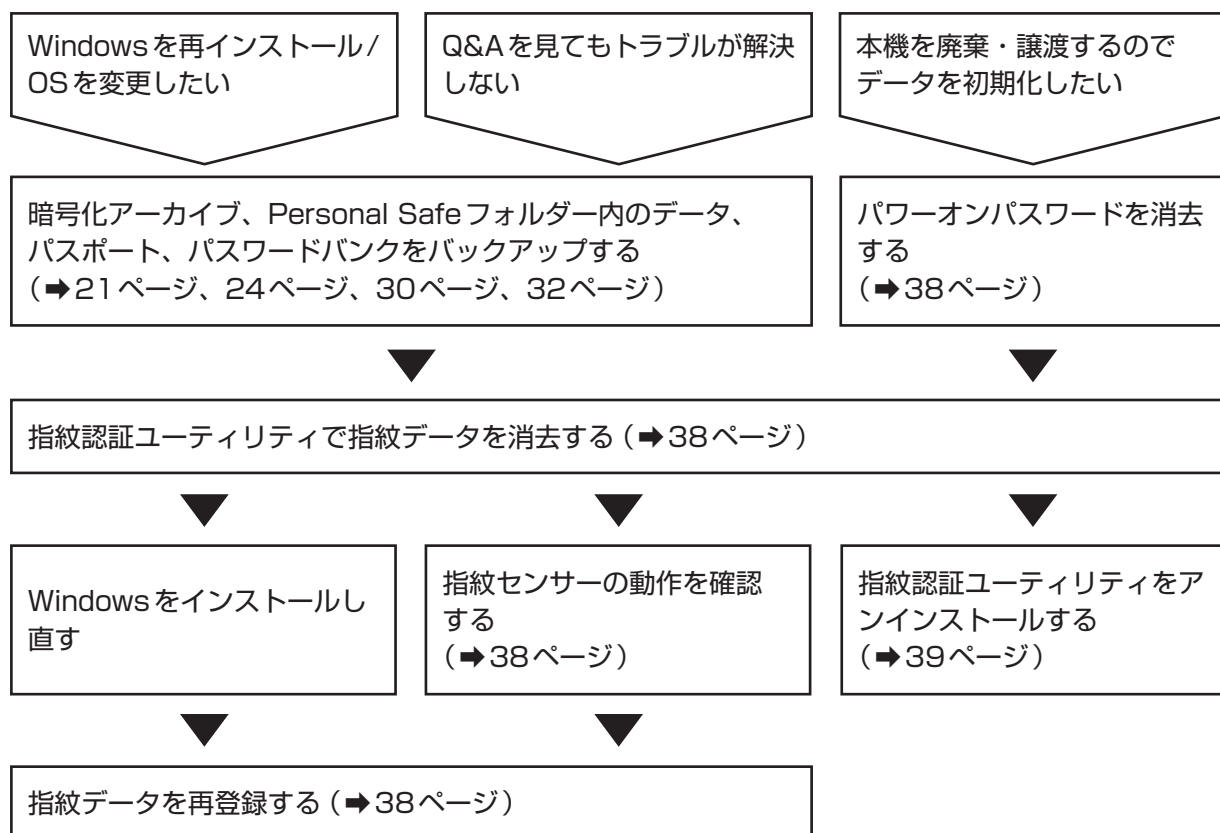 Windowsを再インストール/
OSを変更したい
Q&Aを見てもトラブルが解決
しない
本機を廃棄・譲渡するので
データを初期化したい
暗号化アーカイブ、Personal Safeフォルダー内のデータ、
パスポート、パスワードバンクをバックアップする
(➡21ページ、24ページ、30ページ、32ページ)
パワーオンパスワードを消去
する
(➡38ページ)
指紋認証ユーティリティで指紋データを消去する(➡38ページ)
Windowsをインストールし
直す
指紋センサーの動作を確認
する
(➡38ページ)
指紋認証ユーティリティをア
ンインストールする
(➡39ページ)
指紋データを再登録する(➡38ページ)